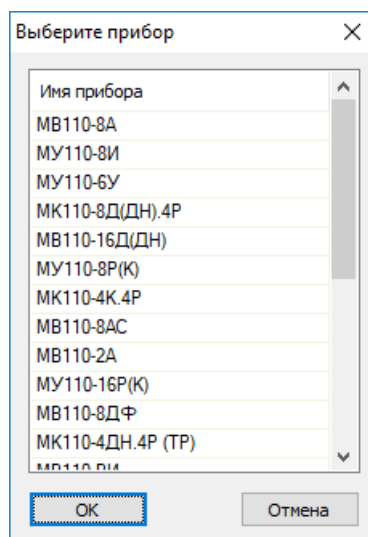 Выберите прибор
Имя прибора
МВ110-8А
МУ110-8И
МУ110-6У
МК110-8Д(ДН).4Р
МВ110-16Д(ДН)
МУ110-8Р(К)
МК110-4К.4Р
МВ110-8АС
МВ110-2А
МУ110-16Р(К)
МВ110-8ДФ
МК110-4ДН.4Р (ТР)
OK
Отмена